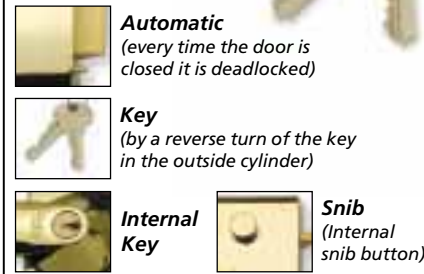 Automatic
(every time the door is
closed it is deadlocked)
Key
(by a reverse turn of the key
in the outside cylinder)
Internal
Key
Snib
(Internal
snib button)